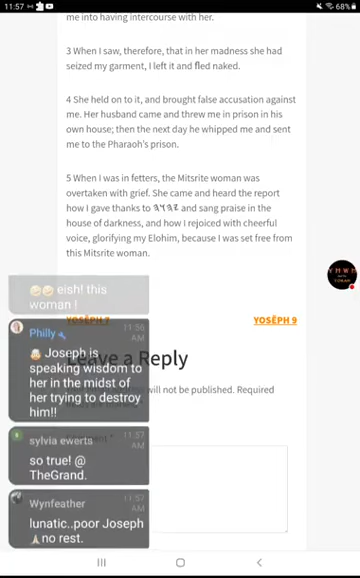 11:57
68%
me into having intercourse with her.
3 When I saw, therefore, that in her madness she had
seized my garment, I left it and fled naked.
4 She held on to it, and brought false accusation against
me. Her husband came and threw me in prison in his
own house; then the next day he whipped me and sent
me to the Pharaoh's prison.
5 When I was in fetters, the Mitsrite woman was
overtaken with grief. She came and heard the report
how I gave thanks to 𐤉𐤄𐤅𐤄 and sang praise in the
house of darkness, and how I rejoiced with cheerful
voice, glorifying my Elohim, because I was set free from
this Mitsrite woman.
Y M W M
TORAH
🤣🤣 eish! this
woman !
YOSĚPH 7
YOSĚPH 9
Leave a Reply
will not be published. Required
Philly 11:56 AM
Joseph is
speaking wisdom to
her in the midst of
her trying to destroy
him!!
sylvia ewerts 11:57 AM
so true! @
TheGrand.
Wynfeather 11:57 AM
lunatic..poor Joseph
🙏no rest.